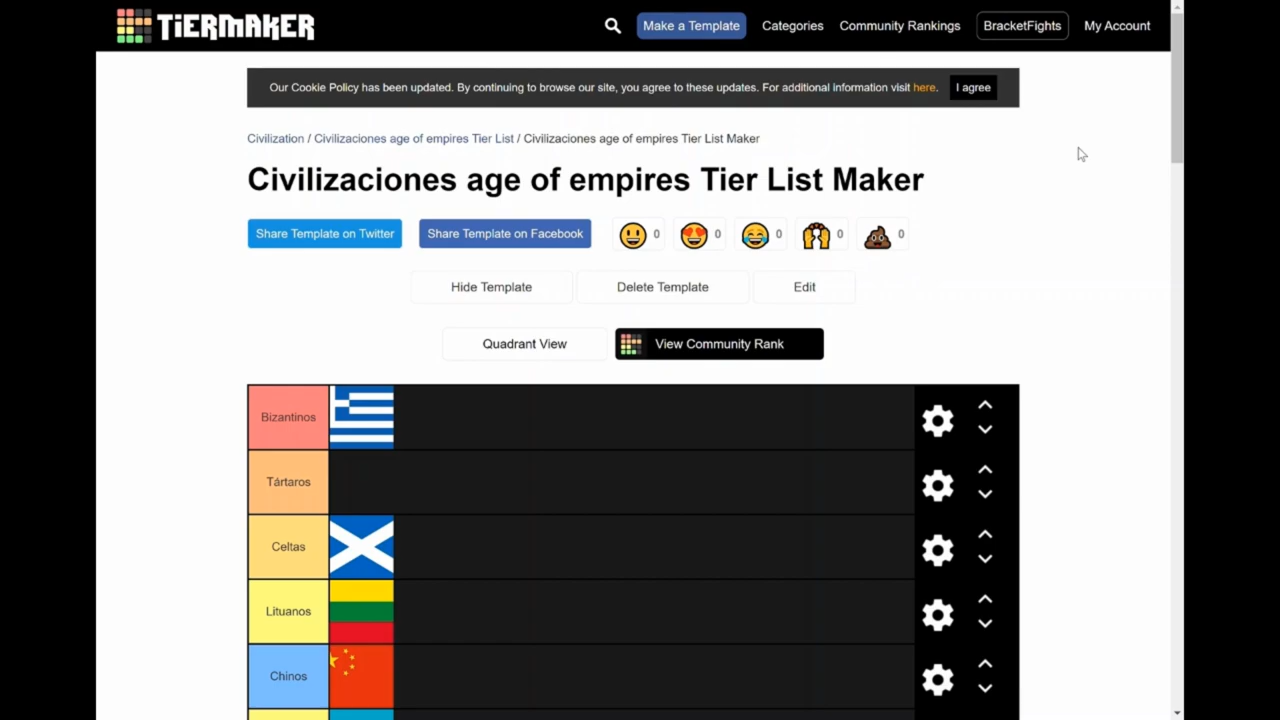 TiERMAKER
Make a Template
Categories
Community Rankings
BracketFights
My Account
Our Cookie Policy has been updated. By continuing to browse our site, you agree to these updates. For additional information visit here.
I agree
Civilization / Civilizaciones age of empires Tier List / Civilizaciones age of empires Tier List Maker
Civilizaciones age of empires Tier List Maker
Share Template on Twitter
Share Template on Facebook
0
0
0
0
0
Hide Template
Delete Template
Edit
Quadrant View
View Community Rank
Bizantinos
Tártaros
Celtas
Lituanos
Chinos